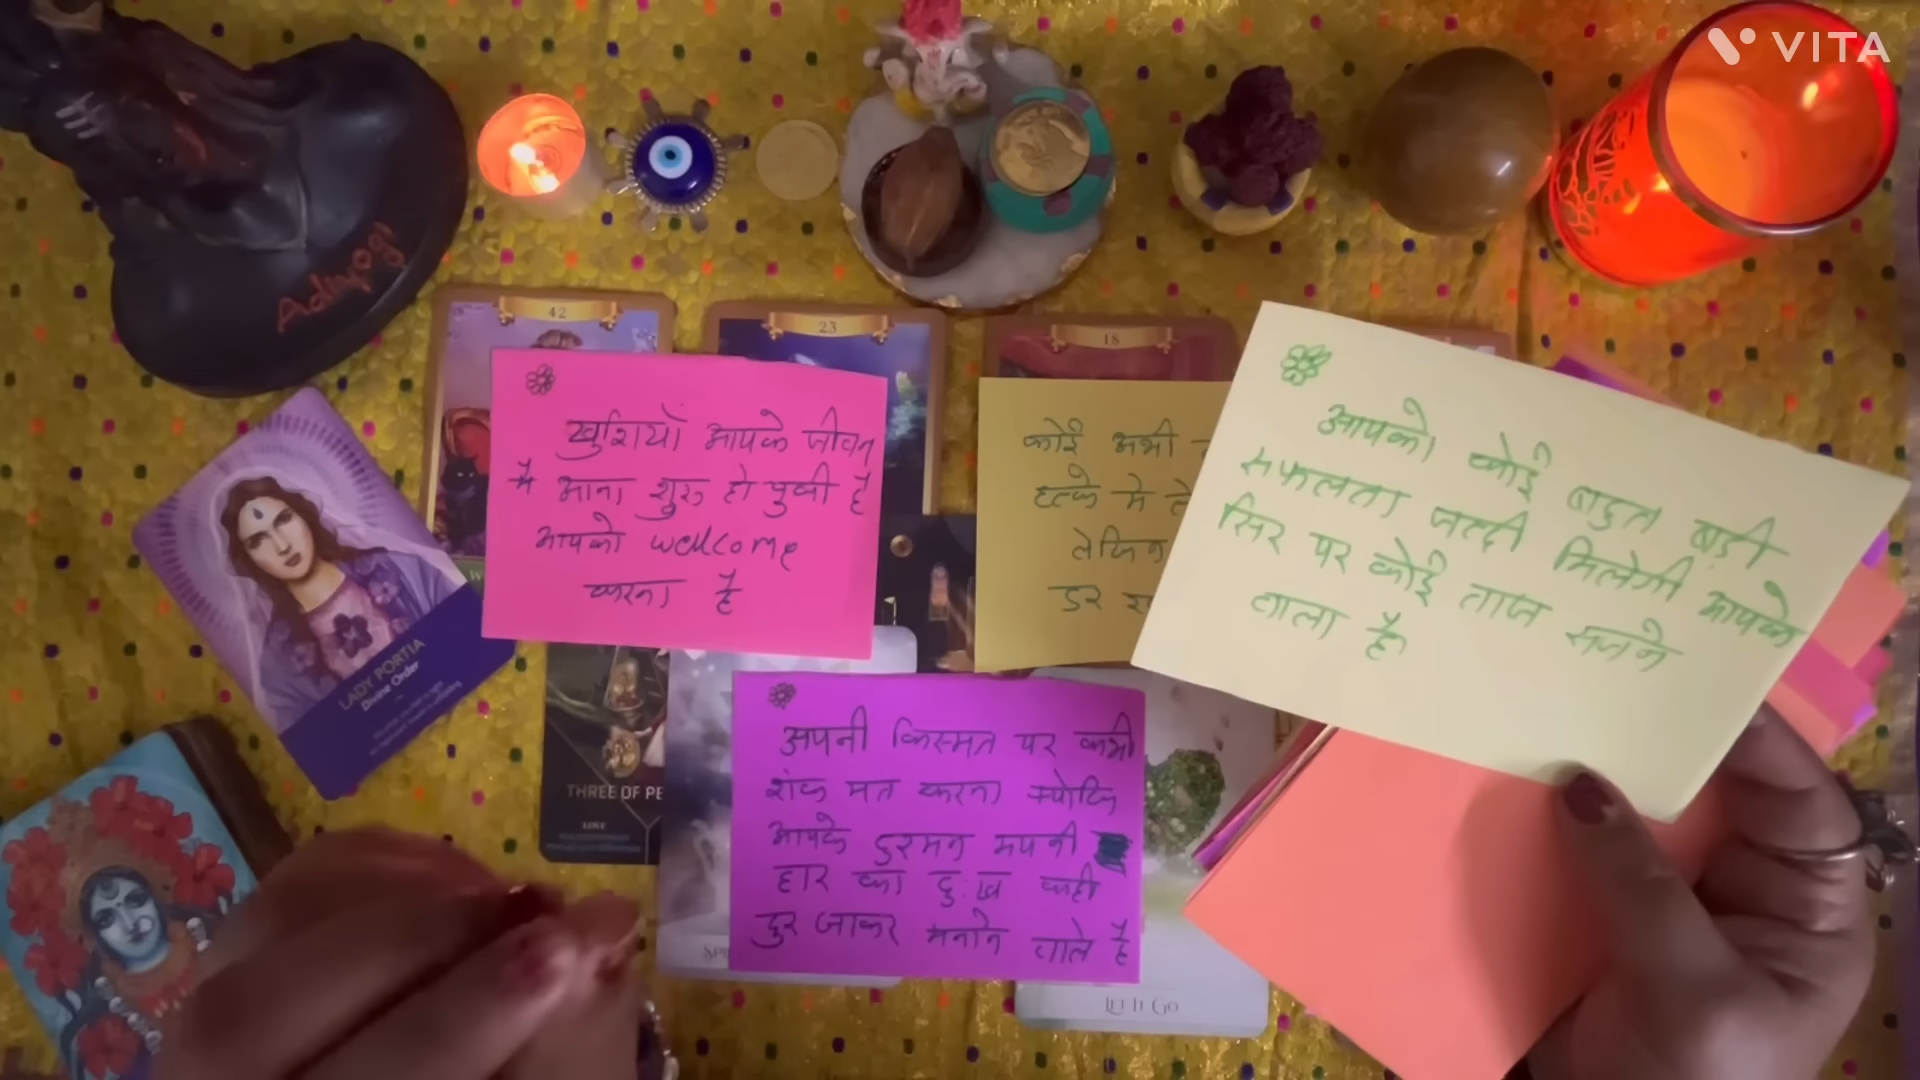 VITA
Adiyogi
42
23
18
खुशियाँ आपके जीवन
मै आना शुरु हो चुकी है
आपको wellcome
करना है
कोई अभी
हल्के मे ले
लेकिन
डर
आपको कोई बहुत बड़ी
सफलता जल्दी मिलेगी आपके
सिर पर कोई ताज सजने
वाला है
LADY PORTIA
Divine Order
THREE OF PE
LOVE
अपनी किस्मत पर कभी
शक मत करना क्योकि
आपके दुश्मन अपनी
हार का दु:ख कही
दुर जाकर मनाने वाले है
LET IT GO